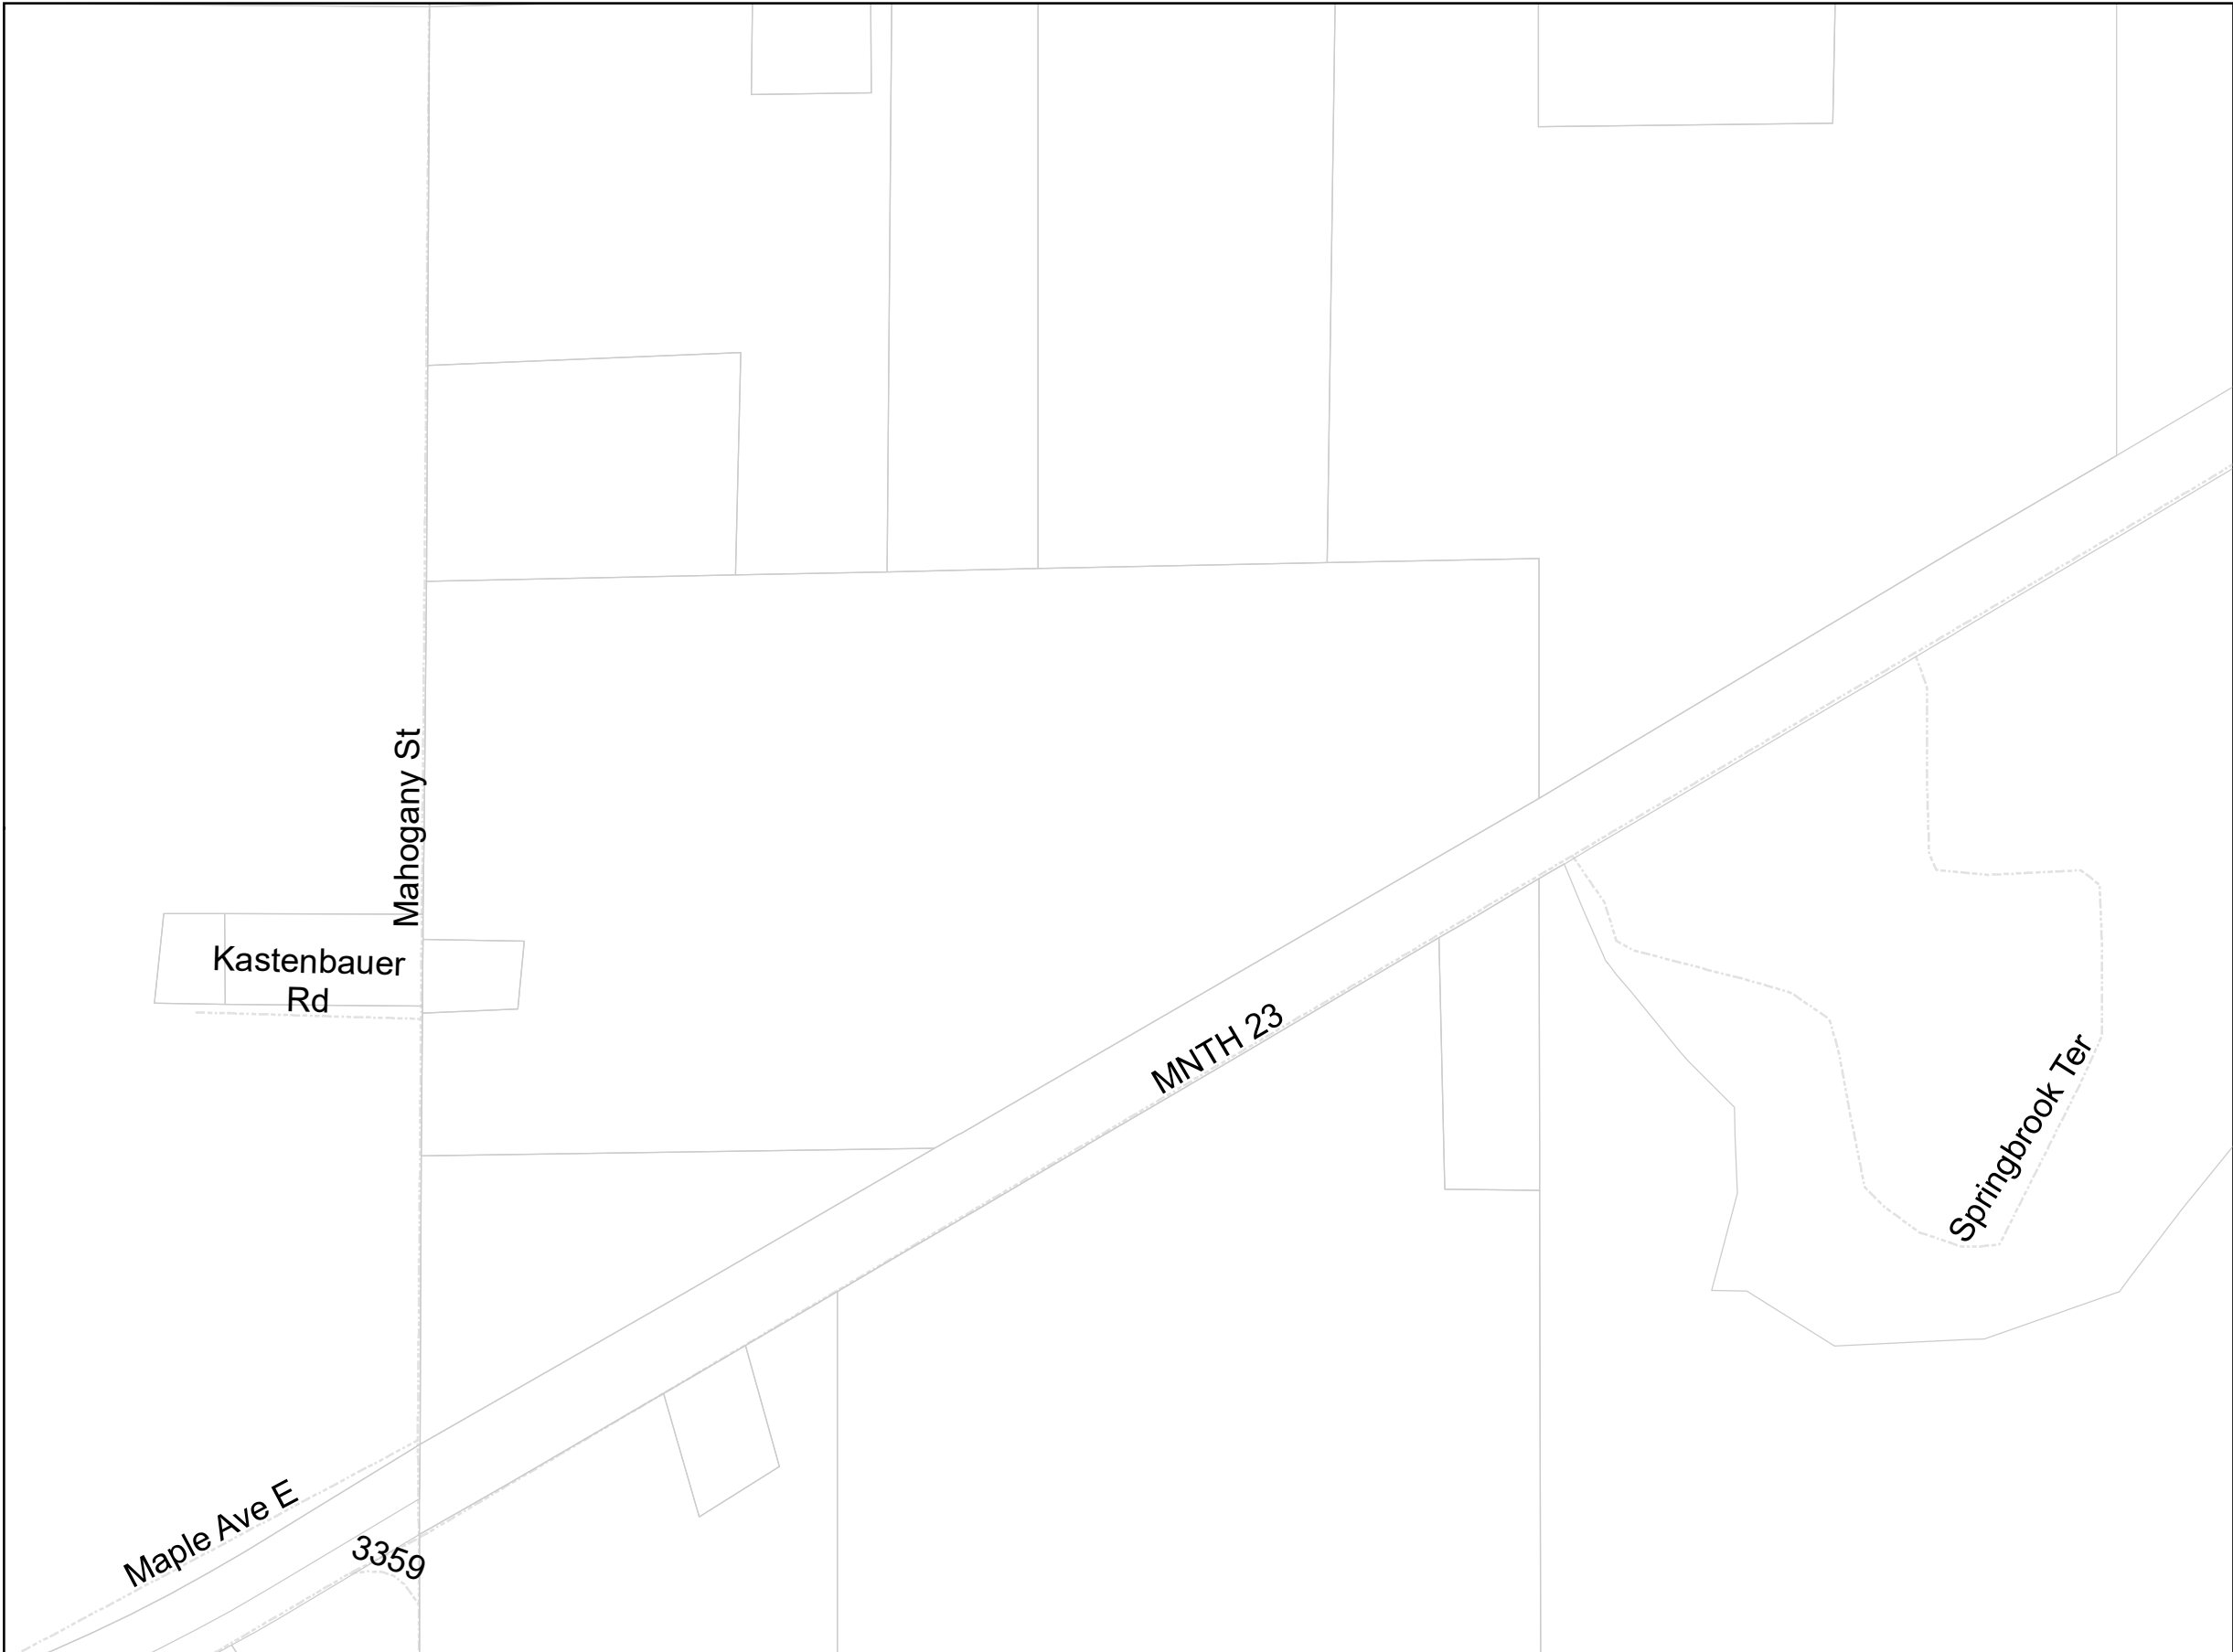 Mahogany St
Kastenbauer
Rd
MNTH 23
Springbrook Ter
Maple Ave E
3359